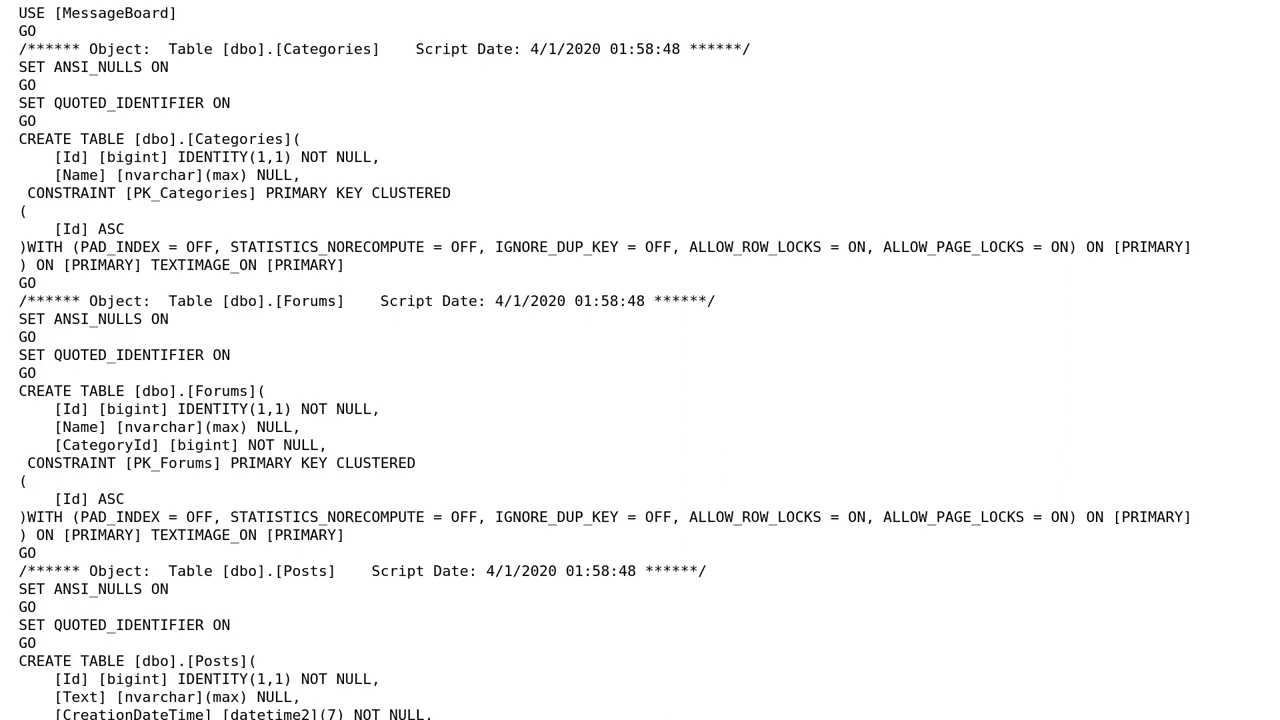 USE [MessageBoard]
GO
/****** Object:  Table [dbo].[Categories]    Script Date: 4/1/2020 01:58:48 ******/
SET ANSI_NULLS ON
GO
SET QUOTED_IDENTIFIER ON
GO
CREATE TABLE [dbo].[Categories](
    [Id] [bigint] IDENTITY(1,1) NOT NULL,
    [Name] [nvarchar](max) NULL,
 CONSTRAINT [PK_Categories] PRIMARY KEY CLUSTERED
(
    [Id] ASC
)WITH (PAD_INDEX = OFF, STATISTICS_NORECOMPUTE = OFF, IGNORE_DUP_KEY = OFF, ALLOW_ROW_LOCKS = ON, ALLOW_PAGE_LOCKS = ON) ON [PRIMARY]
) ON [PRIMARY] TEXTIMAGE_ON [PRIMARY]
GO
/****** Object:  Table [dbo].[Forums]    Script Date: 4/1/2020 01:58:48 ******/
SET ANSI_NULLS ON
GO
SET QUOTED_IDENTIFIER ON
GO
CREATE TABLE [dbo].[Forums](
    [Id] [bigint] IDENTITY(1,1) NOT NULL,
    [Name] [nvarchar](max) NULL,
    [CategoryId] [bigint] NOT NULL,
 CONSTRAINT [PK_Forums] PRIMARY KEY CLUSTERED
(
    [Id] ASC
)WITH (PAD_INDEX = OFF, STATISTICS_NORECOMPUTE = OFF, IGNORE_DUP_KEY = OFF, ALLOW_ROW_LOCKS = ON, ALLOW_PAGE_LOCKS = ON) ON [PRIMARY]
) ON [PRIMARY] TEXTIMAGE_ON [PRIMARY]
GO
/****** Object:  Table [dbo].[Posts]    Script Date: 4/1/2020 01:58:48 ******/
SET ANSI_NULLS ON
GO
SET QUOTED_IDENTIFIER ON
GO
CREATE TABLE [dbo].[Posts](
    [Id] [bigint] IDENTITY(1,1) NOT NULL,
    [Text] [nvarchar](max) NULL,
    [CreationDateTime] [datetime2](7) NOT NULL,